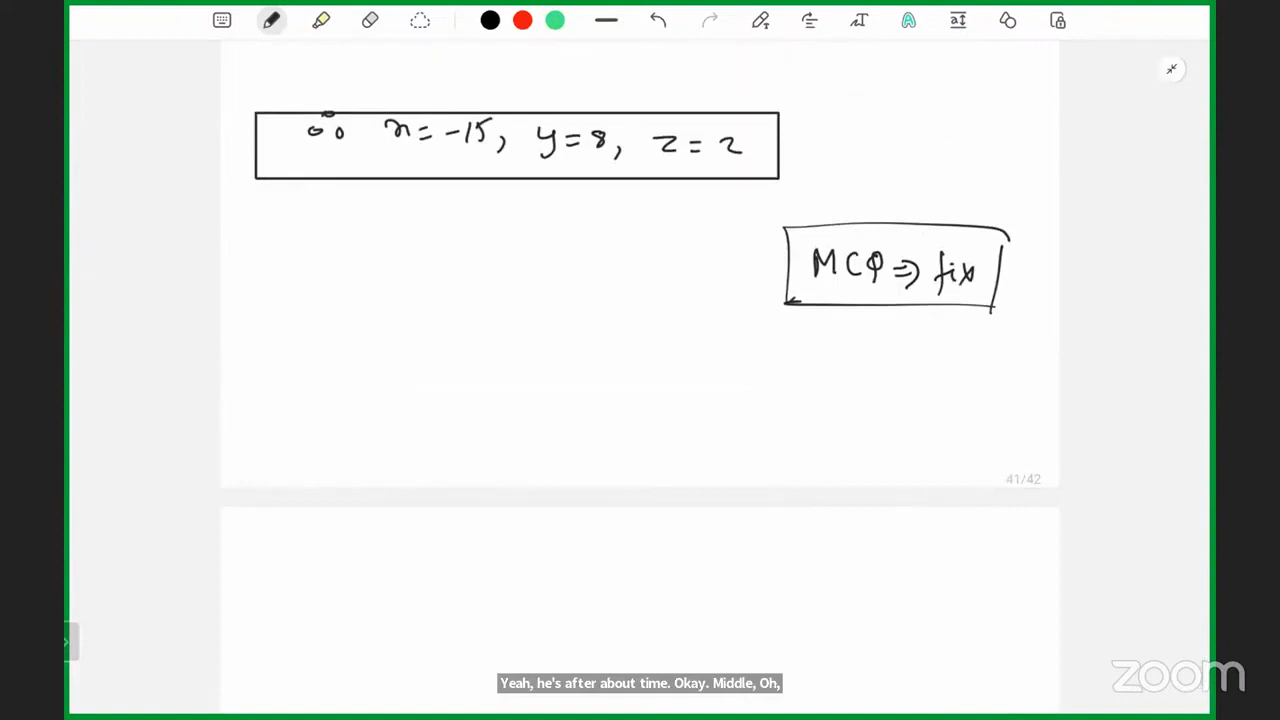 ∴ x = -15, y = 8, z = 2
MCQ ⇒ fix
41/42
Yeah, he's after about time. Okay. Middle, Oh,
zoom